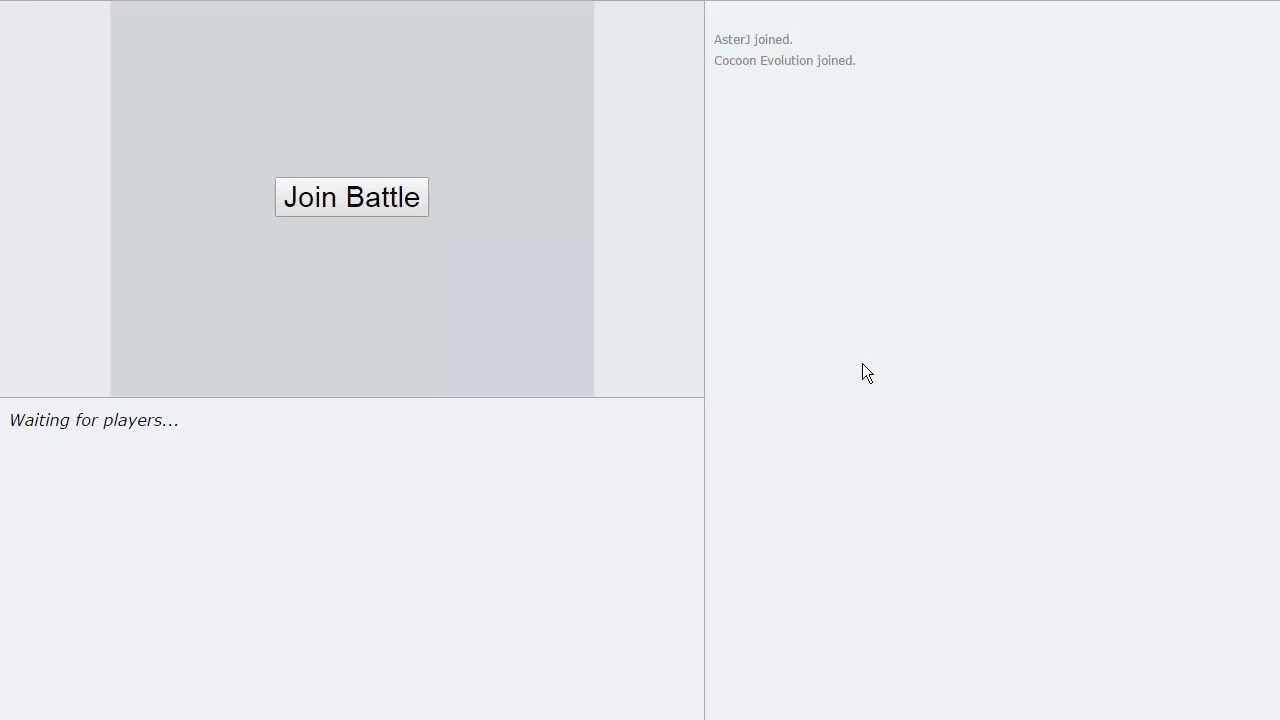 Join Battle
Waiting for players...
AsterJ joined.
Cocoon Evolution joined.